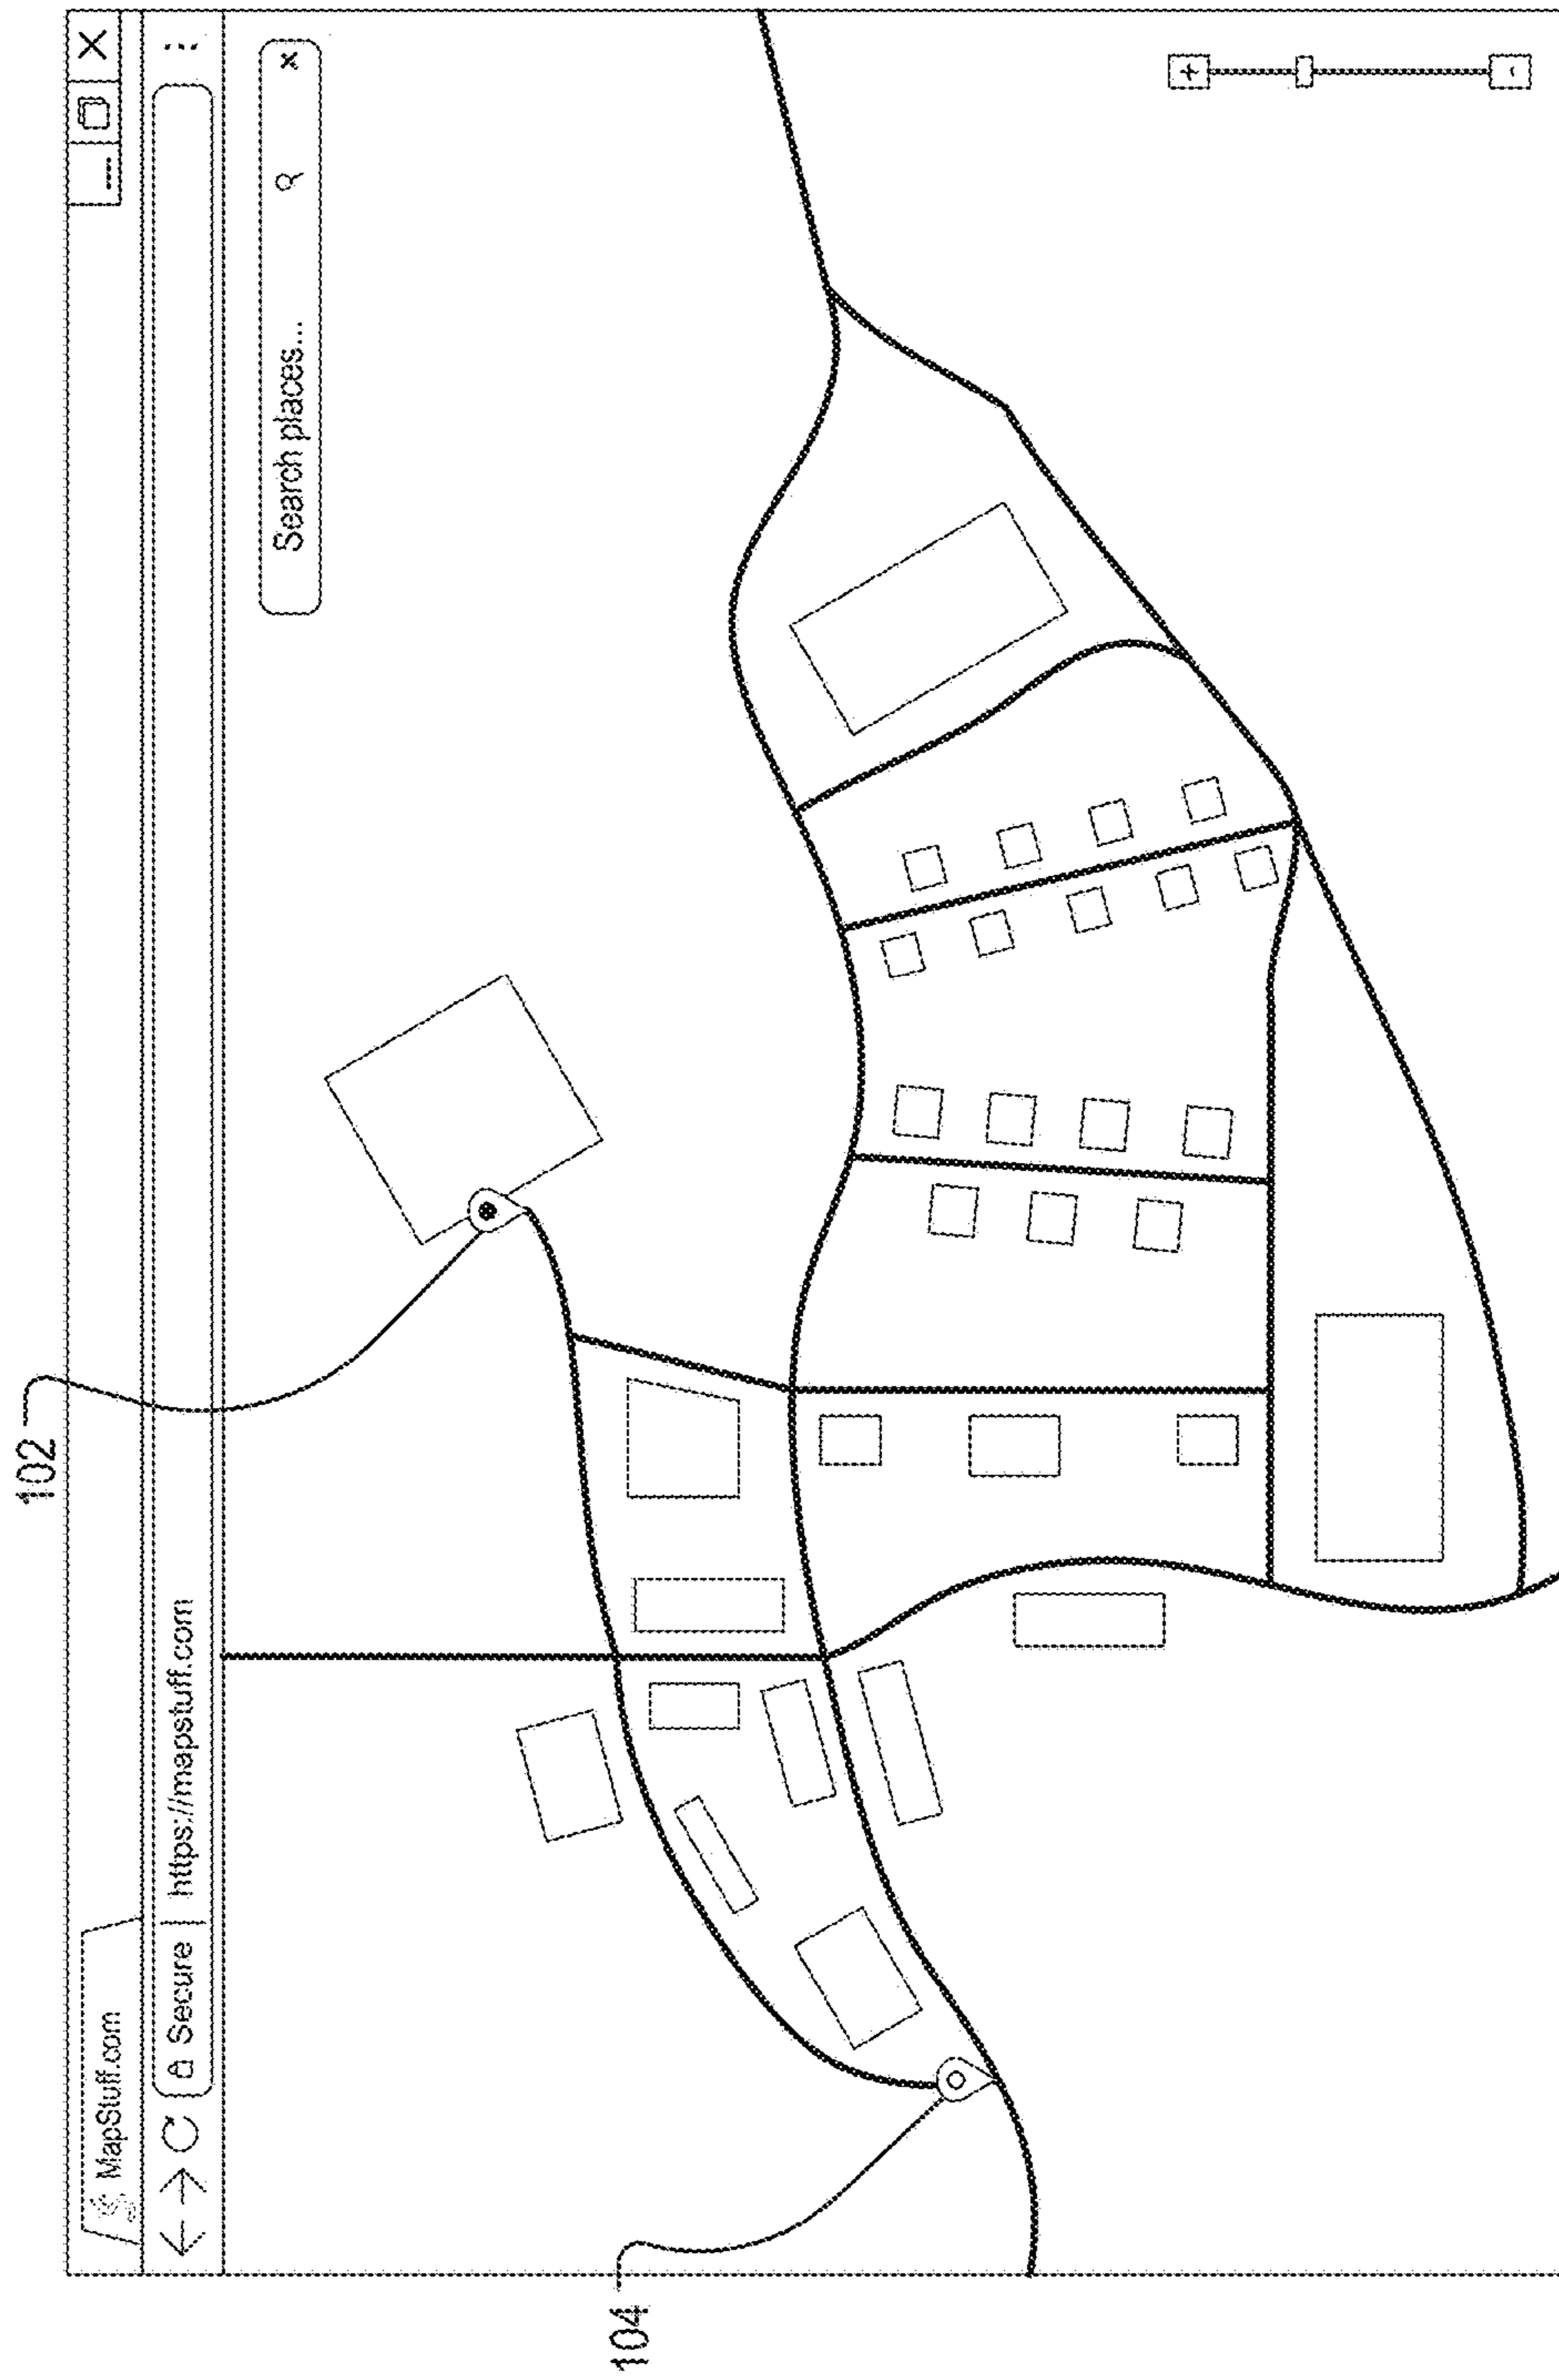 102
MapStuff.com
Secure | https://mapstuff.com
Search places...
+
-
104